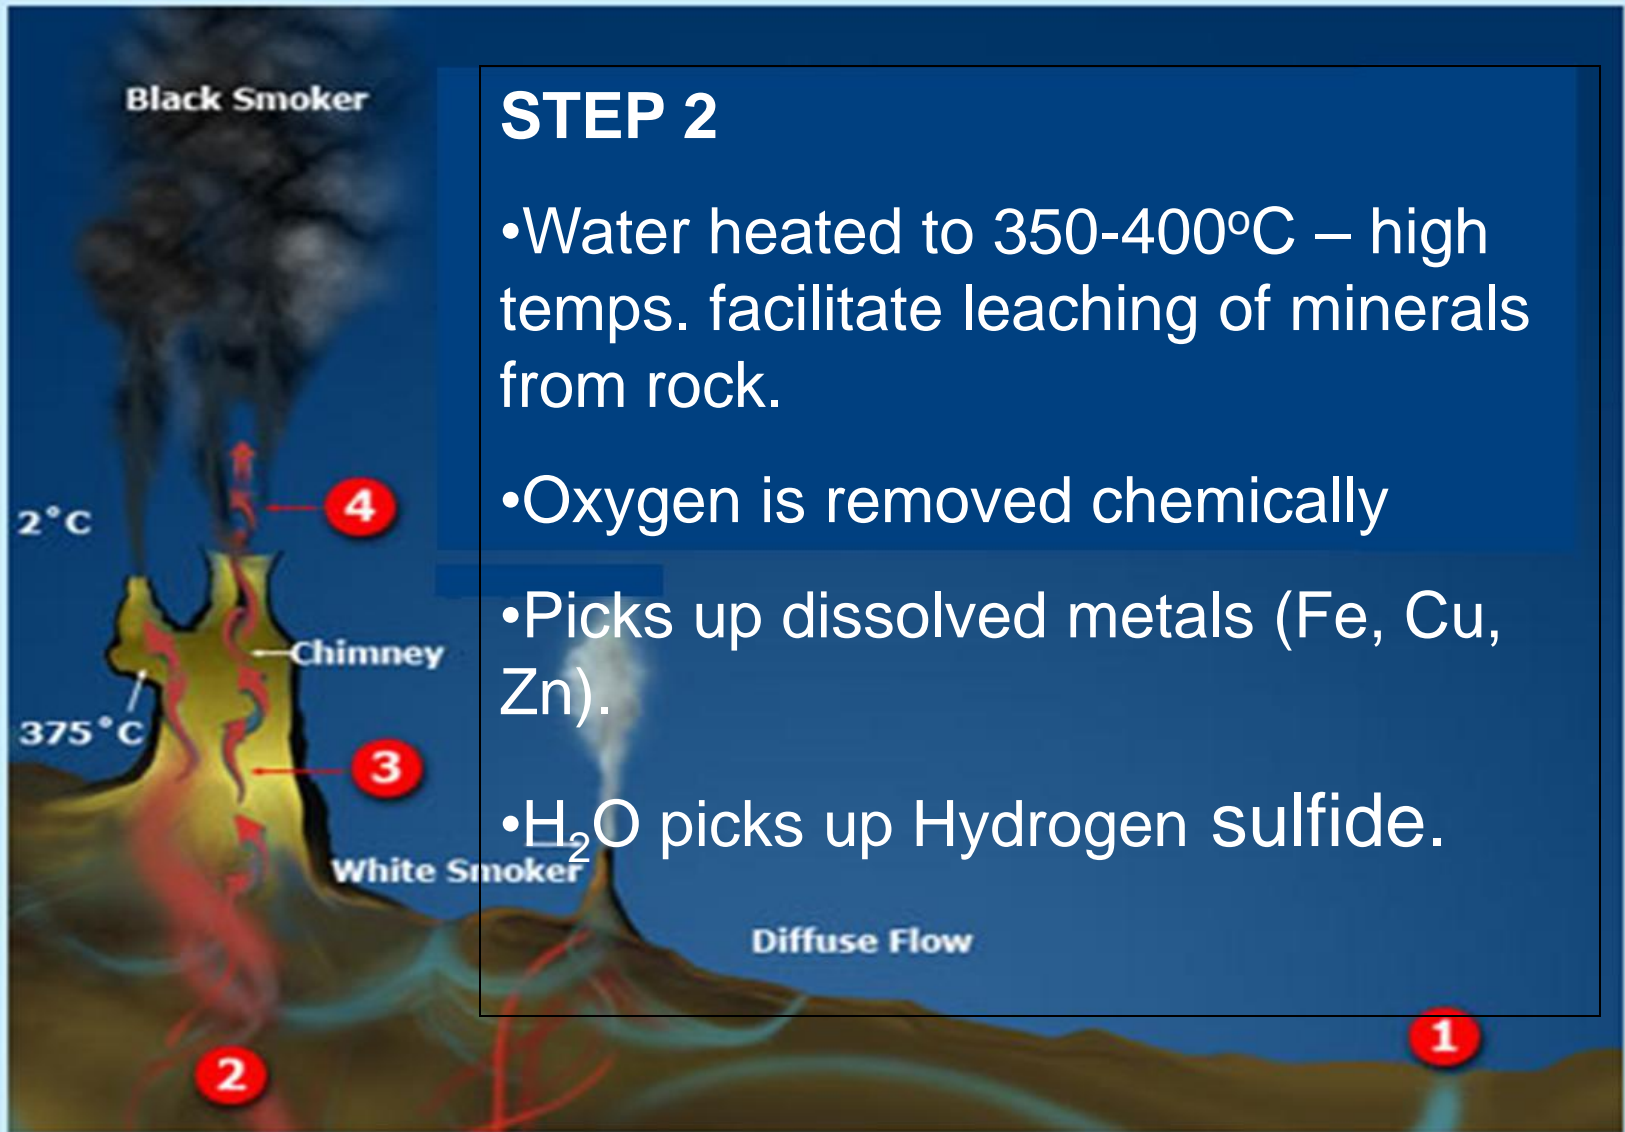 Black Smoker
STEP 2
•Water heated to 350-400ºC – high
temps. facilitate leaching of minerals
from rock.
•Oxygen is removed chemically
•Picks up dissolved metals (Fe, Cu,
Zn).
•H₂O picks up Hydrogen sulfide.
4
2°C
Chimney
375°C
3
White Smoker
Diffuse Flow
1
2